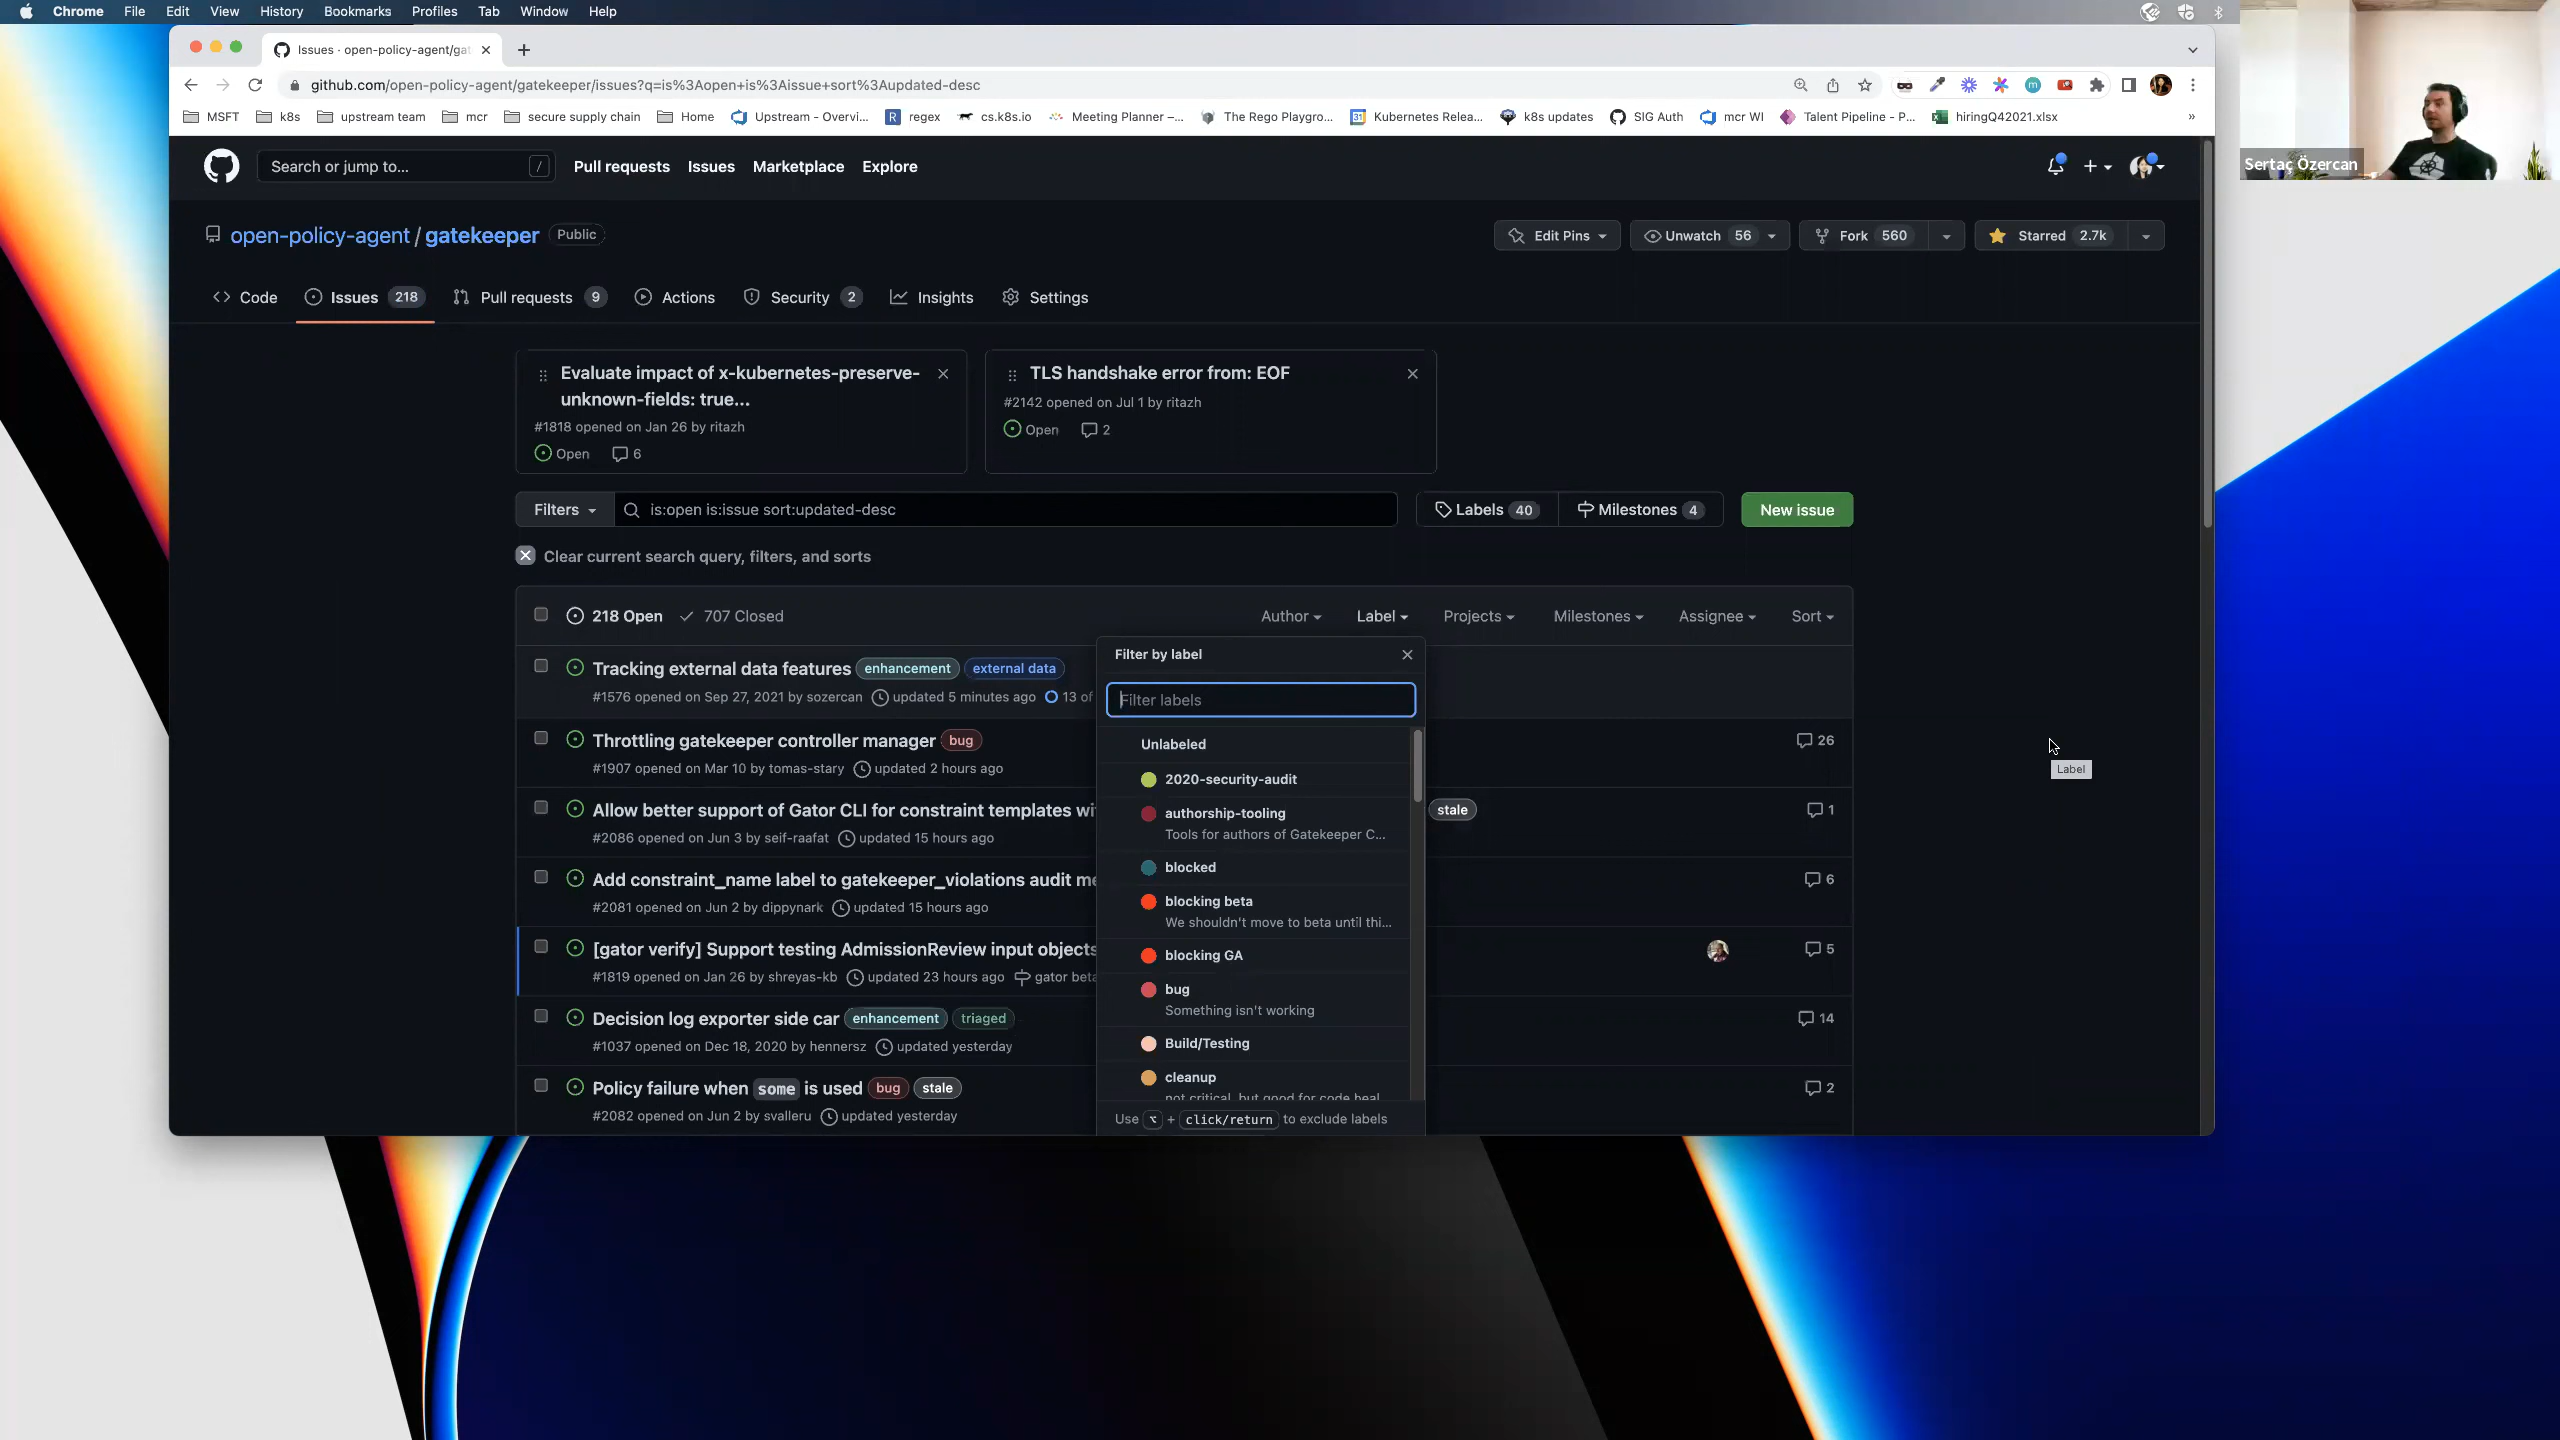 Chrome File Edit View History Bookmarks Profiles Tab Window Help
Issues · open-policy-agent/gat
github.com/open-policy-agent/gatekeeper/issues?q=is%3Aopen+is%3Aissue+sort%3Aupdated-desc
MSFT k8s upstream team mcr secure supply chain Home Upstream - Overvi... regex cs.k8s.io Meeting Planner –... The Rego Playgro... Kubernetes Relea... k8s updates SIG Auth mcr WI Talent Pipeline - P... hiringQ42021.xlsx »
Sertaç Özercan
Search or jump to... / Pull requests Issues Marketplace Explore
open-policy-agent / gatekeeper Public
Edit Pins Unwatch 56 Fork 560 Starred 2.7k
Code Issues 218 Pull requests 9 Actions Security 2 Insights Settings
Evaluate impact of x-kubernetes-preserve-
unknown-fields: true...
#1818 opened on Jan 26 by ritazh
Open 6
TLS handshake error from: EOF
#2142 opened on Jul 1 by ritazh
Open 2
Filters is:open is:issue sort:updated-desc Labels 40 Milestones 4 New issue
Clear current search query, filters, and sorts
218 Open 707 Closed Author Label Projects Milestones Assignee Sort
Tracking external data features enhancement external data
#1576 opened on Sep 27, 2021 by sozercan updated 5 minutes ago 13 of
Throttling gatekeeper controller manager bug 26
#1907 opened on Mar 10 by tomas-stary updated 2 hours ago
Allow better support of Gator CLI for constraint templates wi stale 1
#2086 opened on Jun 3 by seif-raafat updated 15 hours ago
Add constraint_name label to gatekeeper_violations audit me 6
#2081 opened on Jun 2 by dippynark updated 15 hours ago
[gator verify] Support testing AdmissionReview input objects 5
#1819 opened on Jan 26 by shreyas-kb updated 23 hours ago gator beta
Decision log exporter side car enhancement triaged 14
#1037 opened on Dec 18, 2020 by hennersz updated yesterday
Policy failure when some is used bug stale 2
#2082 opened on Jun 2 by svalleru updated yesterday
Filter by label
Filter labels
Unlabeled
2020-security-audit
authorship-tooling
Tools for authors of Gatekeeper C...
blocked
blocking beta
We shouldn't move to beta until thi...
blocking GA
bug
Something isn't working
Build/Testing
cleanup
not critical, but good for code heal
Use ⌥ + click/return to exclude labels
Label